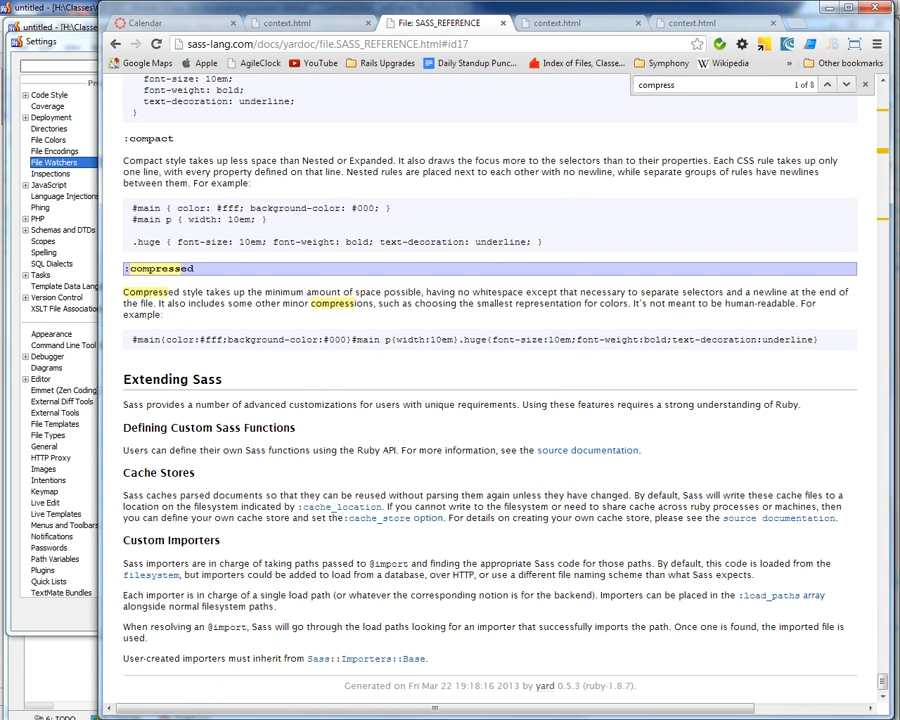 untitled - [H:\Classes\
untitled - [H:\Class
Settings
Code Style
Coverage
Deployment
Directories
File Colors
File Encodings
File Watchers
Inspections
JavaScript
Language Injections
Phing
PHP
Schemas and DTDs
Scopes
Spelling
SQL Dialects
Tasks
Template Data Lang
Version Control
XSLT File Association
Appearance
Command Line Tool
Debugger
Diagrams
Editor
Emmet (Zen Coding
External Diff Tools
External Tools
File Templates
File Types
General
HTTP Proxy
Images
Intentions
Keymap
Live Edit
Live Templates
Menus and Toolbars
Notifications
Passwords
Path Variables
Plugins
Quick Lists
TextMate Bundles
6: TODO
Calendar
context.html
File: SASS_REFERENCE
context.html
context.html
sass-lang.com/docs/yardoc/file.SASS_REFERENCE.html#id17
Google Maps Apple AgileClock YouTube Rails Upgrades Daily Standup Punc... Index of Files, Classe... Symphony Wikipedia » Other bookmarks
compress 1 of 8
font-size: 10em;
font-weight: bold;
text-decoration: underline;
}
:compact
Compact style takes up less space than Nested or Expanded. It also draws the focus more to the selectors than to their properties. Each CSS rule takes up only
one line, with every property defined on that line. Nested rules are placed next to each other with no newline, while separate groups of rules have newlines
between them. For example:
#main { color: #fff; background-color: #000; }
#main p { width: 10em; }
.huge { font-size: 10em; font-weight: bold; text-decoration: underline; }
:compressed
Compressed style takes up the minimum amount of space possible, having no whitespace except that necessary to separate selectors and a newline at the end of
the file. It also includes some other minor compressions, such as choosing the smallest representation for colors. It's not meant to be human-readable. For
example:
#main{color:#fff;background-color:#000}#main p{width:10em}.huge{font-size:10em;font-weight:bold;text-decoration:underline}
Extending Sass
Sass provides a number of advanced customizations for users with unique requirements. Using these features requires a strong understanding of Ruby.
Defining Custom Sass Functions
Users can define their own Sass functions using the Ruby API. For more information, see the source documentation.
Cache Stores
Sass caches parsed documents so that they can be reused without parsing them again unless they have changed. By default, Sass will write these cache files to a
location on the filesystem indicated by :cache_location. If you cannot write to the filesystem or need to share cache across ruby processes or machines, then
you can define your own cache store and set the:cache_store option. For details on creating your own cache store, please see the source documentation.
Custom Importers
Sass importers are in charge of taking paths passed to @import and finding the appropriate Sass code for those paths. By default, this code is loaded from the
filesystem, but importers could be added to load from a database, over HTTP, or use a different file naming scheme than what Sass expects.
Each importer is in charge of a single load path (or whatever the corresponding notion is for the backend). Importers can be placed in the :load_paths array
alongside normal filesystem paths.
When resolving an @import, Sass will go through the load paths looking for an importer that successfully imports the path. Once one is found, the imported file is
used.
User-created importers must inherit from Sass::Importers::Base.
Generated on Fri Mar 22 19:18:16 2013 by yard 0.5.3 (ruby-1.8.7).